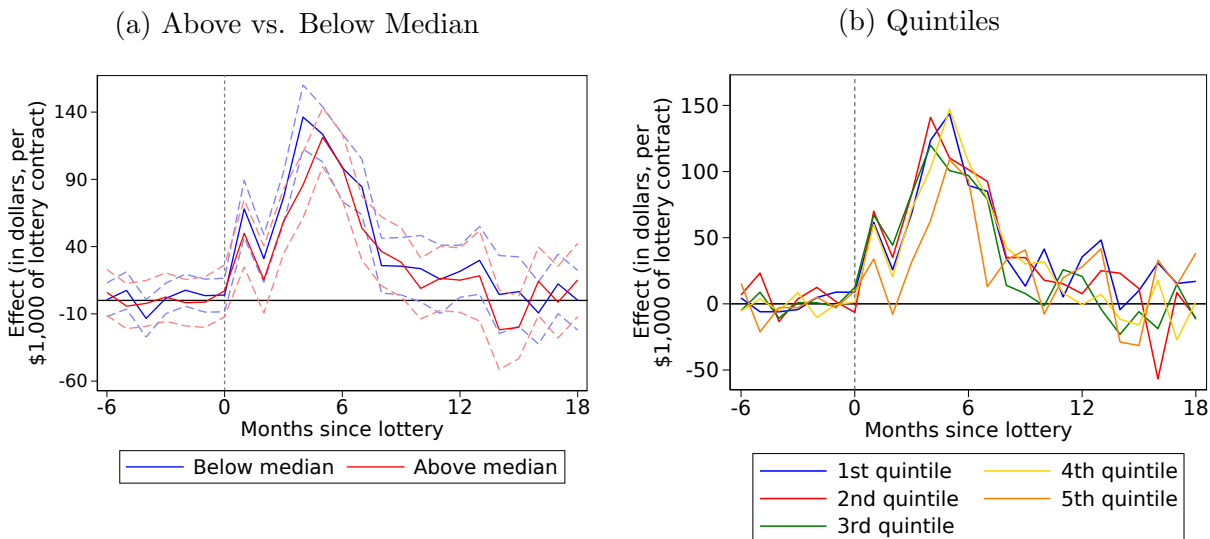 (a) Above vs. Below Median
Effect (in dollars, per
$1,000 of lottery contract)
140
90
40
-10
-60
-6
0
6
12
18
Months since lottery
Below median
Above median
(b) Quintiles
Effect (in dollars, per
$1,000 of lottery contract)
150
100
50
0
-50
-6
0
6
12
18
Months since lottery
1st quintile
4th quintile
2nd quintile
5th quintile
3rd quintile